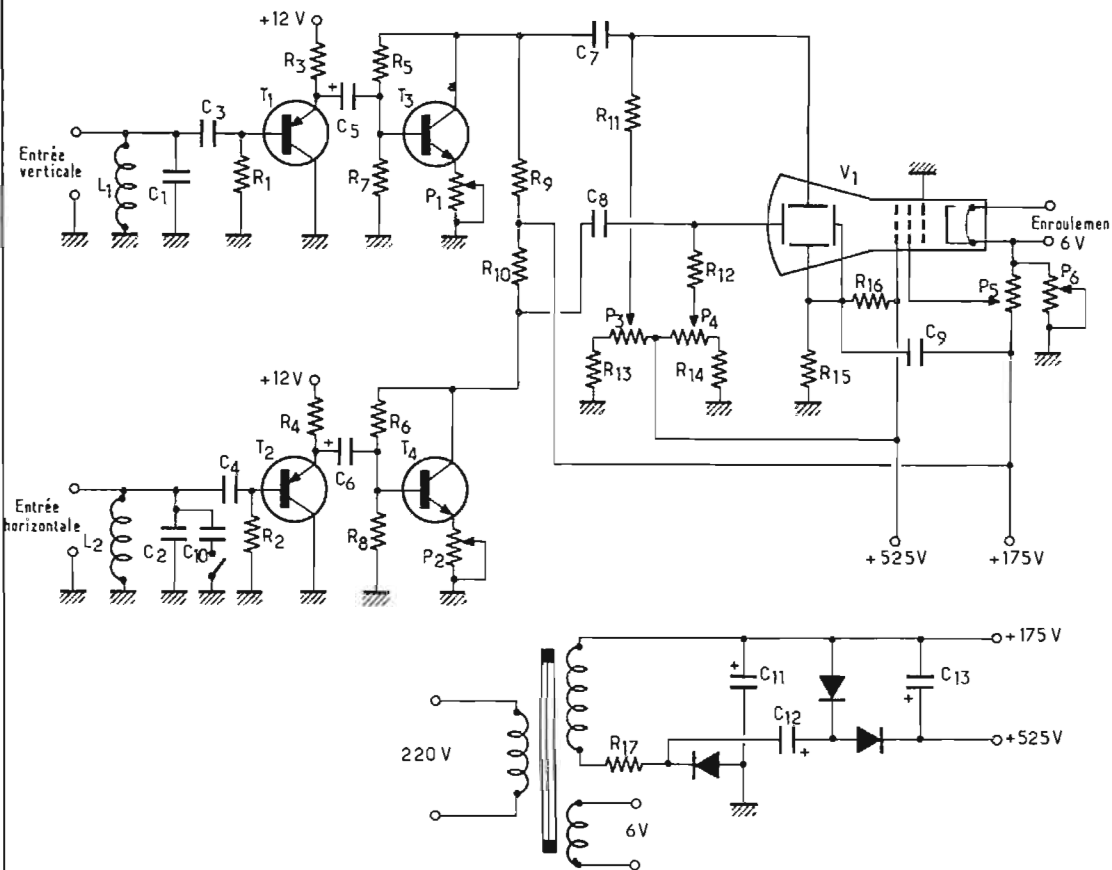 +12 V
R3
C5
R5
T1
T3
C3
Entrée
verticale
L1
C1
R1
R7
P1
R9
R10
C7
R11
C8
R12
V1
Enroulemen
6 V
P5
P6
R16
C9
P3
P4
R13
R14
R15
+525V
+175V
+12V
R4
C6
R6
T2
T4
C4
Entrée
horizontale
L2
C2
C10
R2
R8
P2
220 V
R17
C11
C12
C13
+175 V
+525V
6V